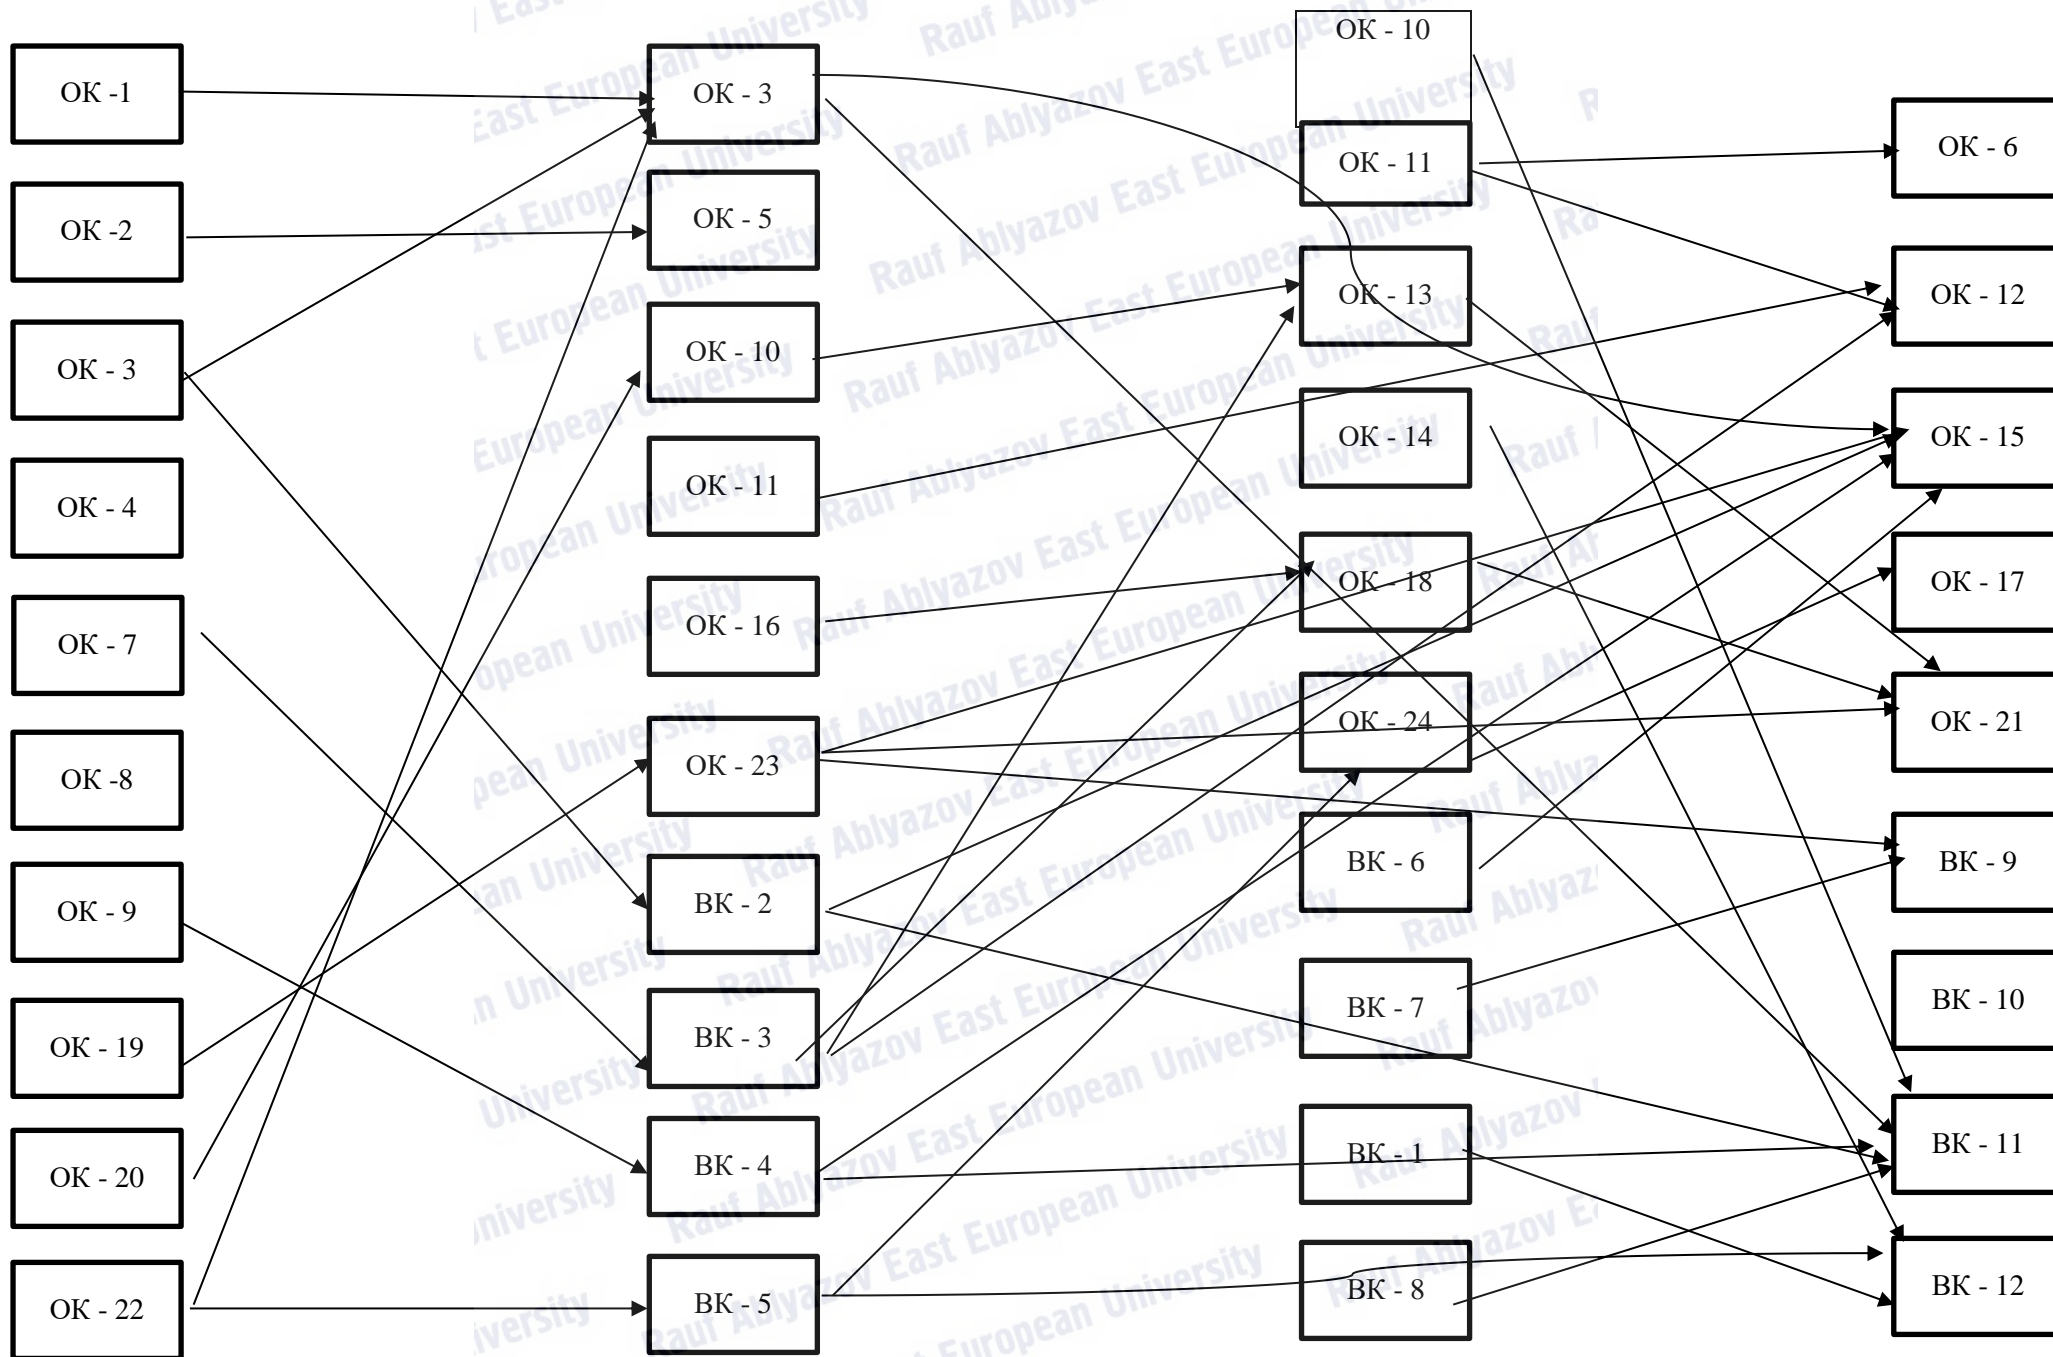 ОК -1
ОК -2
ОК - 3
ОК - 4
ОК - 7
ОК -8
ОК - 9
ОК - 19
ОК - 20
ОК - 22
ОК - 3
ОК - 5
ОК - 10
ОК - 11
ОК - 16
ОК - 23
ВК - 2
ВК - 3
ВК - 4
ВК - 5
ОК - 10
ОК - 11
ОК - 13
ОК - 14
ОК - 18
ОК - 24
ВК - 6
ВК - 7
ВК - 1
ВК - 8
ОК - 6
ОК - 12
ОК - 15
ОК - 17
ОК - 21
ВК - 9
ВК - 10
ВК - 11
ВК - 12
Rauf Ablyazov East European University